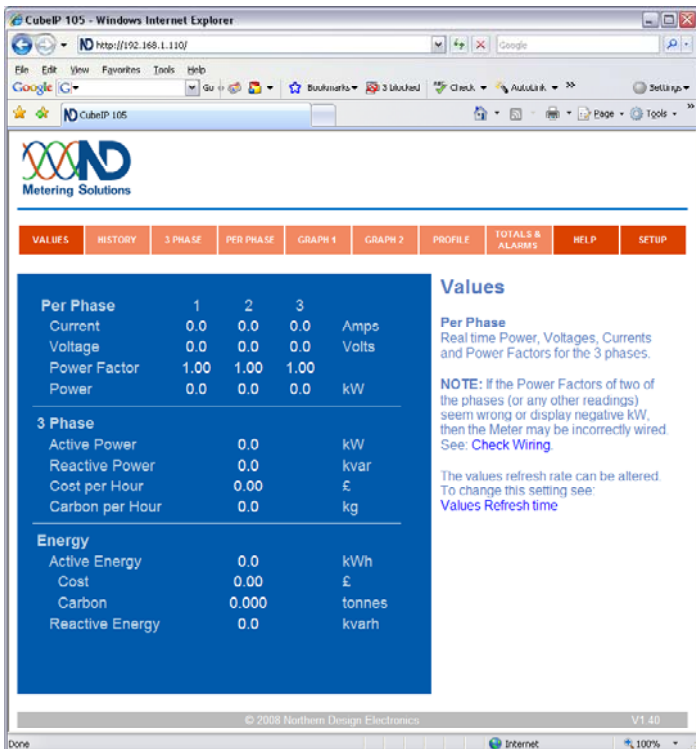 CubeIP 105 - Windows Internet Explorer
http://192.168.1.110/
Google
File Edit View Favorites Tools Help
Google G Go Bookmarks 3 blocked Check AutoLink » Settings
CubeIP 105 Page Tools »
ND
Metering Solutions
VALUES HISTORY 3 PHASE PER PHASE GRAPH 1 GRAPH 2 PROFILE TOTALS & ALARMS HELP SETUP
Per Phase 1 2 3
Current 0.0 0.0 0.0 Amps
Voltage 0.0 0.0 0.0 Volts
Power Factor 1.00 1.00 1.00
Power 0.0 0.0 0.0 kW
3 Phase
Active Power 0.0 kW
Reactive Power 0.0 kvar
Cost per Hour 0.00 £
Carbon per Hour 0.0 kg
Energy
Active Energy 0.0 kWh
Cost 0.00 £
Carbon 0.000 tonnes
Reactive Energy 0.0 kvarh
Values
Per Phase
Real time Power, Voltages, Currents
and Power Factors for the 3 phases.
NOTE: If the Power Factors of two of
the phases (or any other readings)
seem wrong or display negative kW,
then the Meter may be incorrectly wired.
See: Check Wiring.
The values refresh rate can be altered.
To change this setting see:
Values Refresh time
© 2008 Northern Design Electronics V1.40
Done Internet 100%